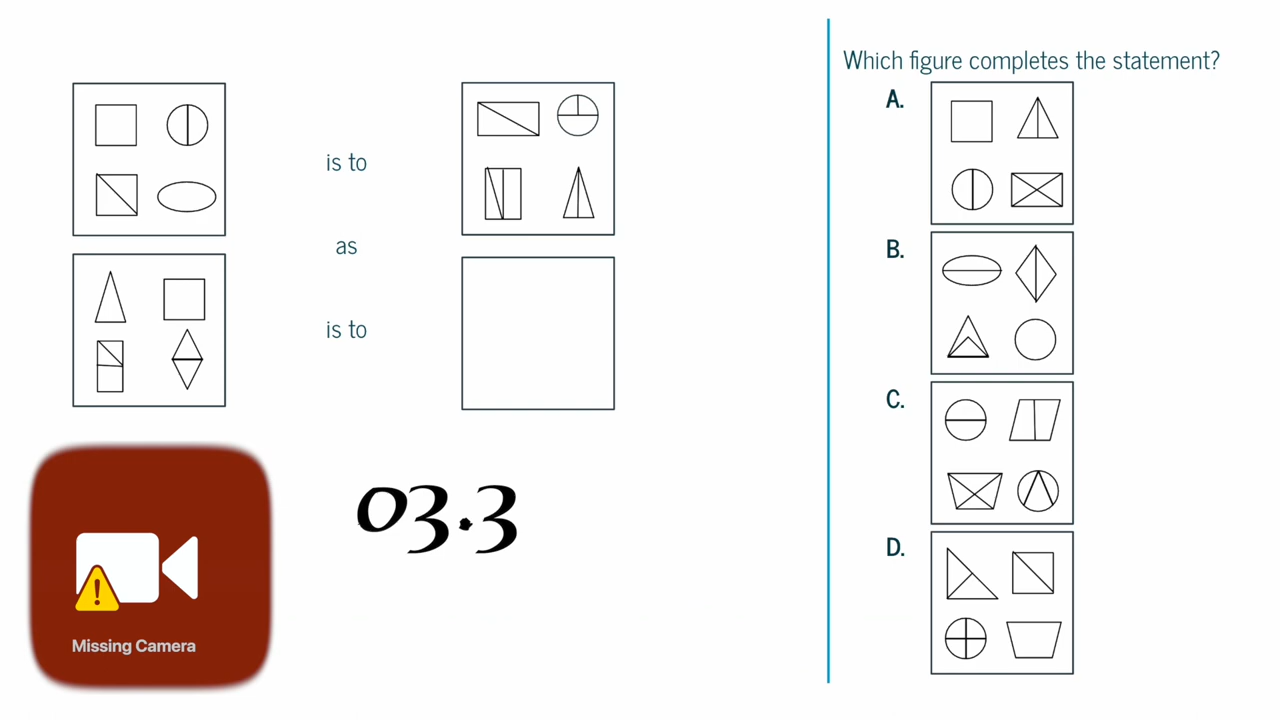 Which figure completes the statement?
A.
is to
B.
as
is to
C.
03.3
D.
Missing Camera